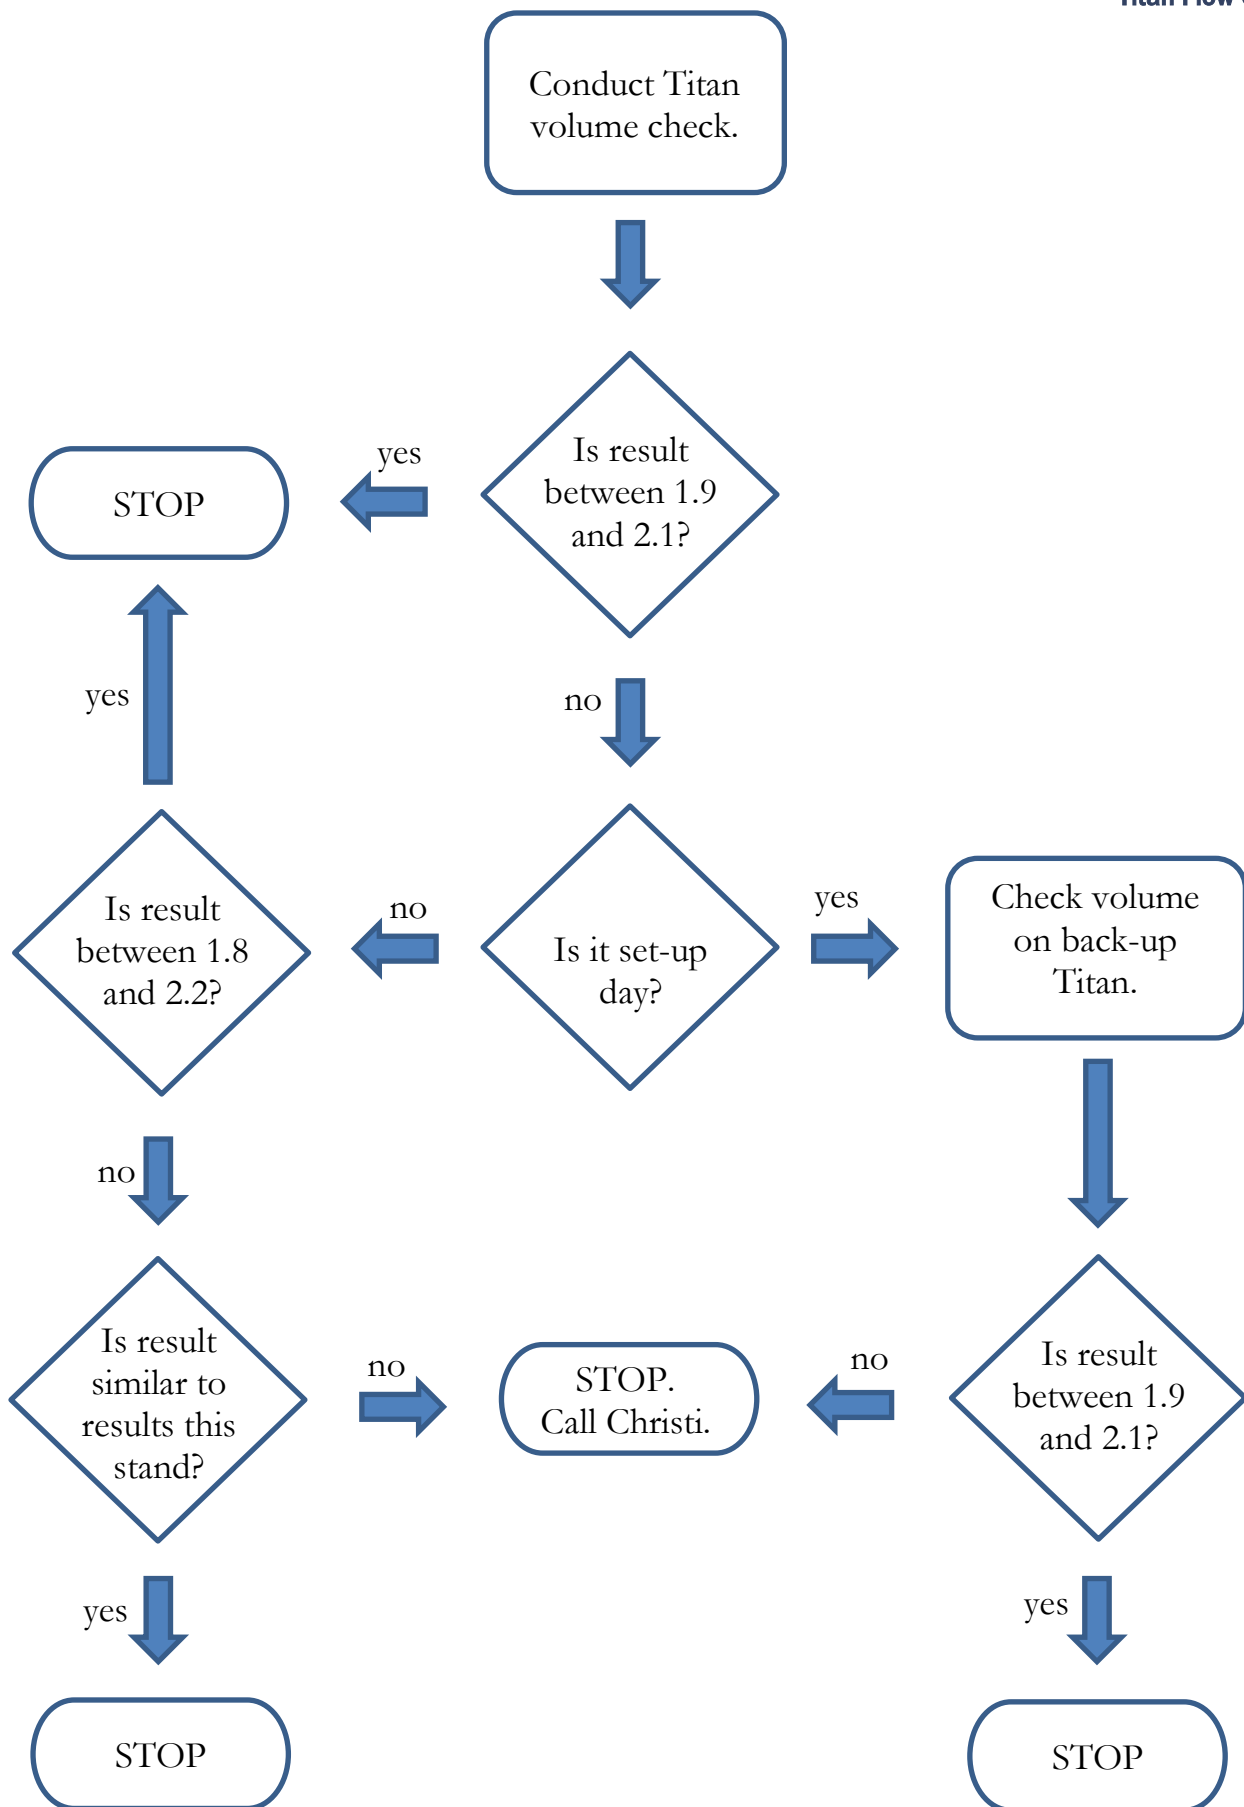 Titan Flow
Conduct Titan
volume check.
yes
Is result
between 1.9
and 2.1?
STOP
yes
no
Is result
between 1.8
and 2.2?
no
Is it set-up
day?
yes
Check volume
on back-up
Titan.
no
Is result
similar to
results this
stand?
no
STOP.
Call Christi.
no
Is result
between 1.9
and 2.1?
yes
yes
STOP
STOP